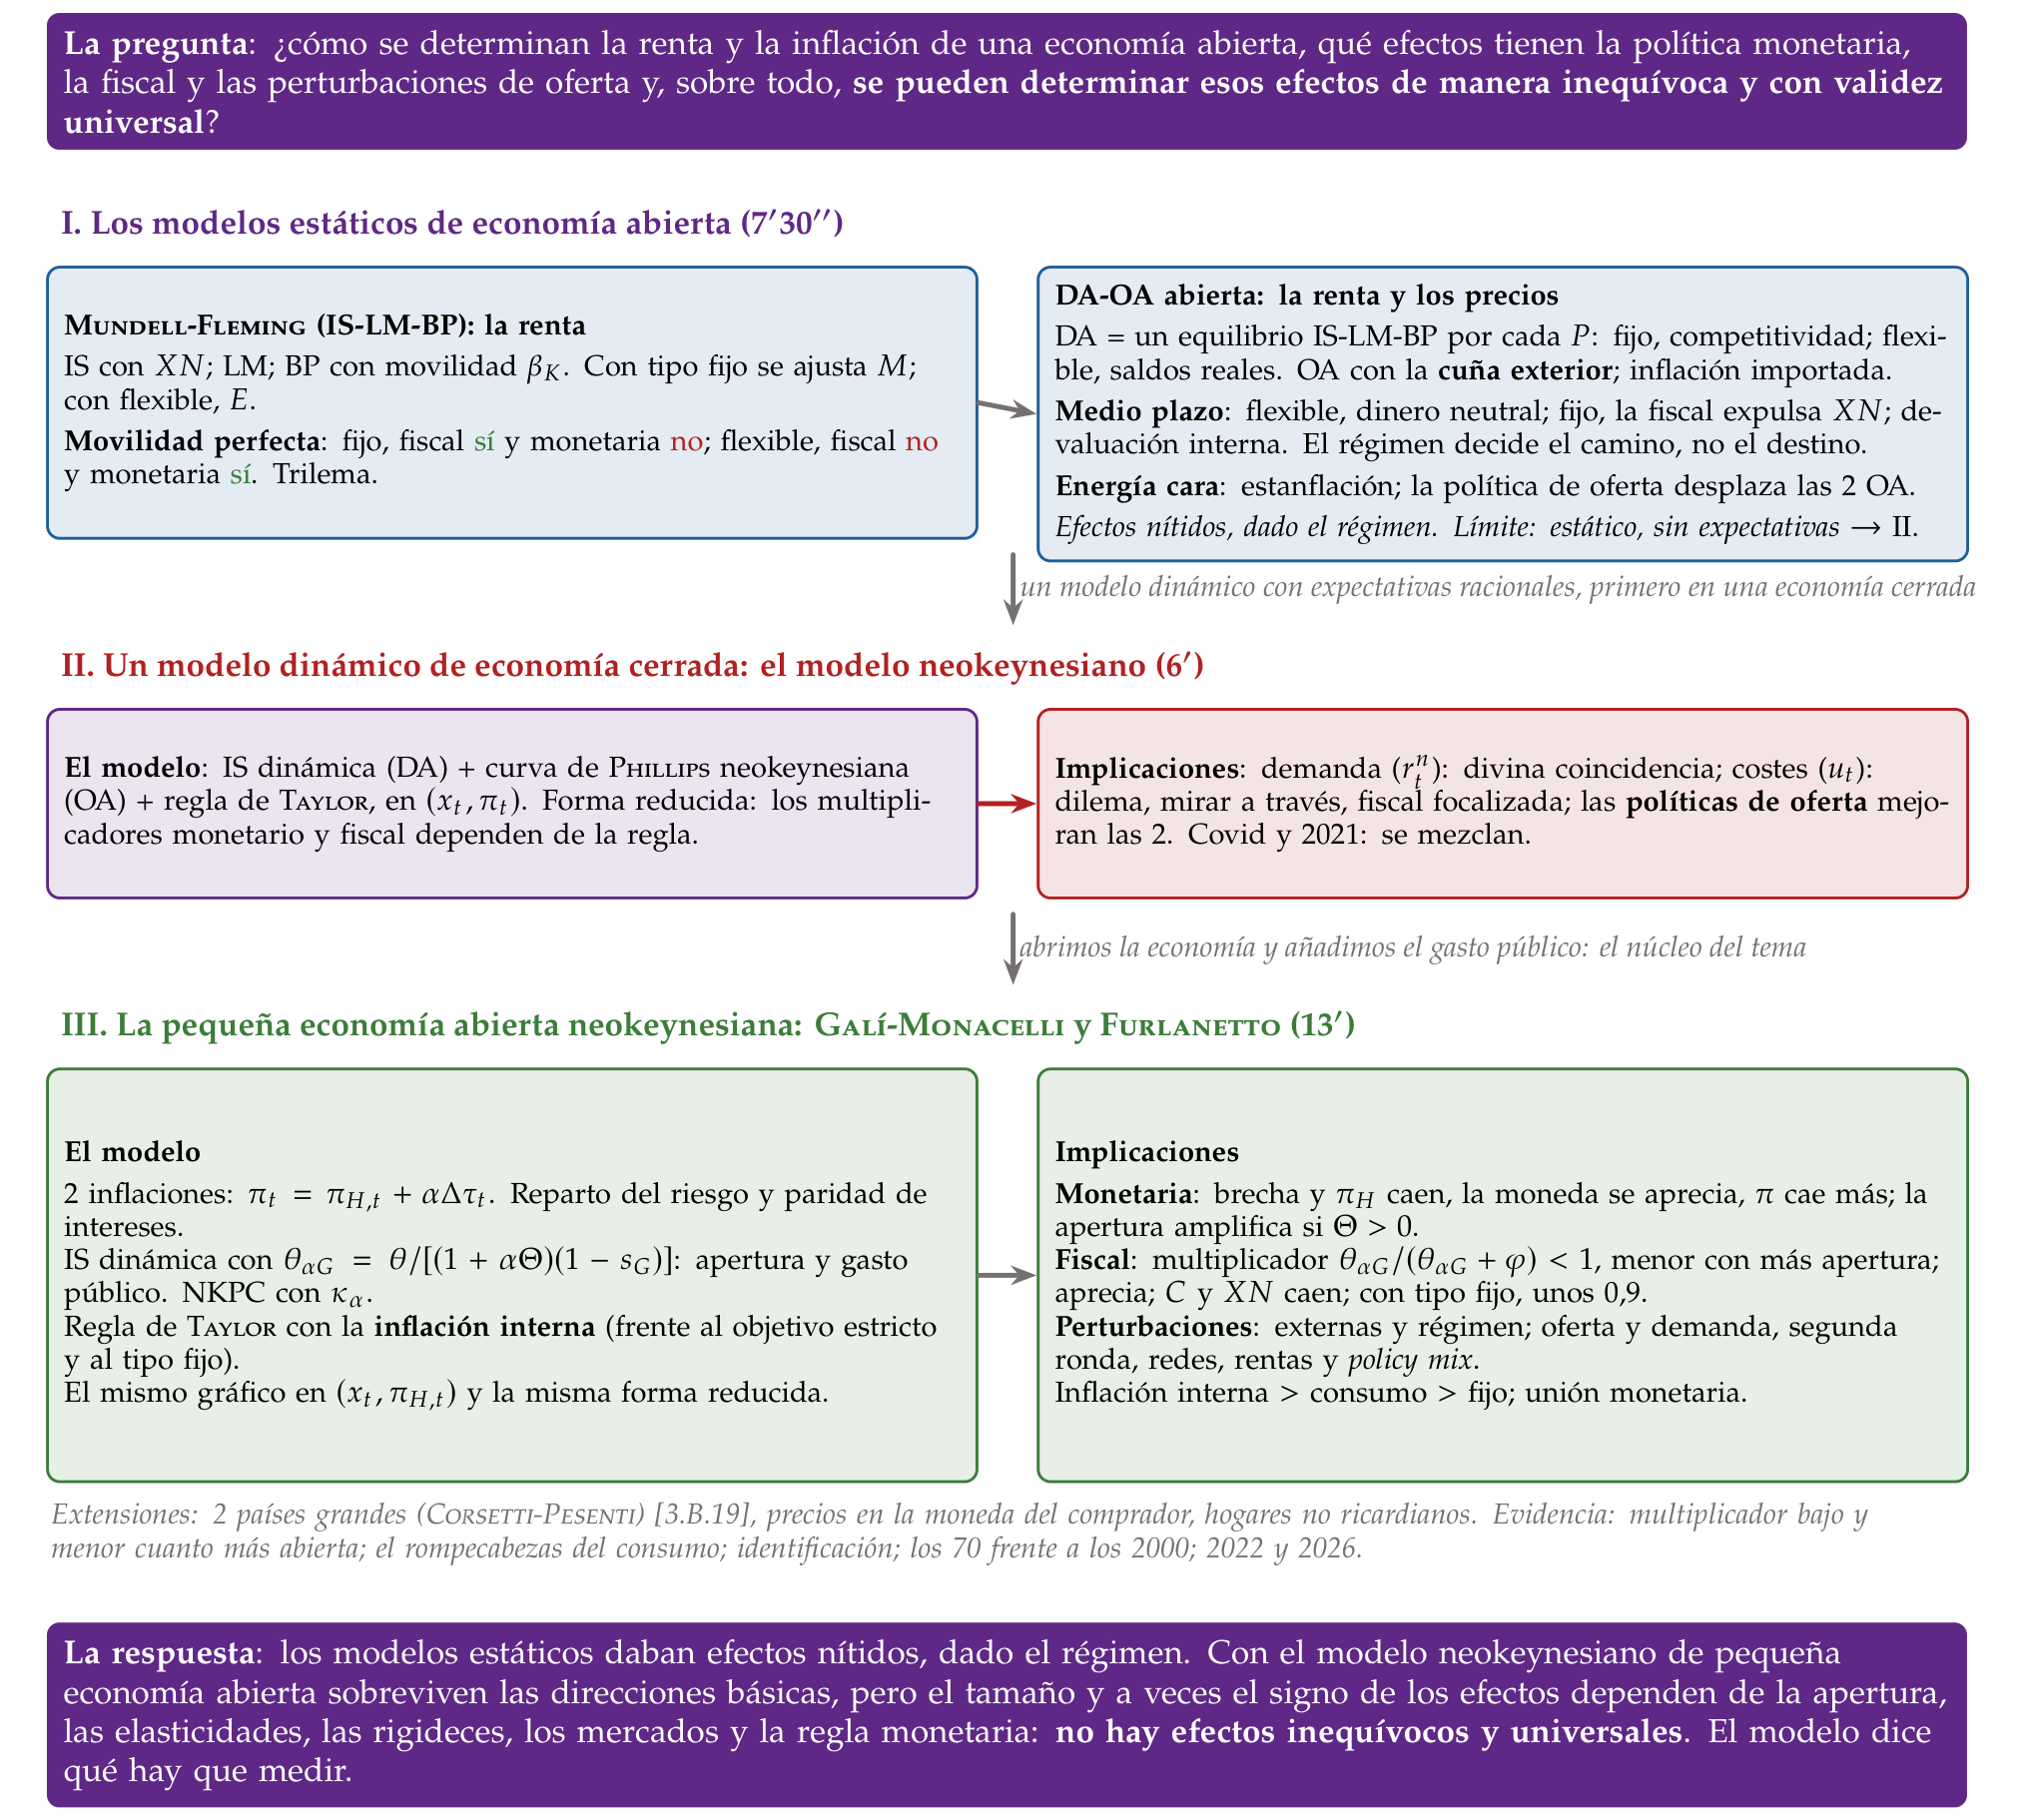 La pregunta: ¿cómo se determinan la renta y la inflación de una economía abierta, qué efectos tienen la política monetaria,
la fiscal y las perturbaciones de oferta y, sobre todo, se pueden determinar esos efectos de manera inequívoca y con validez
universal?
I. Los modelos estáticos de economía abierta (7′30″)
Mundell-Fleming (IS-LM-BP): la renta
IS con XN; LM; BP con movilidad β_K. Con tipo fijo se ajusta M;
con flexible, E.
Movilidad perfecta: fijo, fiscal sí y monetaria no; flexible, fiscal no
y monetaria sí. Trilema.
DA-OA abierta: la renta y los precios
DA = un equilibrio IS-LM-BP por cada P: fijo, competitividad; flexi-
ble, saldos reales. OA con la cuña exterior; inflación importada.
Medio plazo: flexible, dinero neutral; fijo, la fiscal expulsa XN; de-
valuación interna. El régimen decide el camino, no el destino.
Energía cara: estanflación; la política de oferta desplaza las 2 OA.
Efectos nítidos, dado el régimen. Límite: estático, sin expectativas → II.
un modelo dinámico con expectativas racionales, primero en una economía cerrada
II. Un modelo dinámico de economía cerrada: el modelo neokeynesiano (6′)
El modelo: IS dinámica (DA) + curva de Phillips neokeynesiana
(OA) + regla de Taylor, en (x_t, π_t). Forma reducida: los multipli-
cadores monetario y fiscal dependen de la regla.
Implicaciones: demanda (r_t^n): divina coincidencia; costes (u_t):
dilema, mirar a través, fiscal focalizada; las políticas de oferta mejo-
ran las 2. Covid y 2021: se mezclan.
abrimos la economía y añadimos el gasto público: el núcleo del tema
III. La pequeña economía abierta neokeynesiana: Galí-Monacelli y Furlanetto (13′)
El modelo
2 inflaciones: π_t = π_{H,t} + αΔτ_t. Reparto del riesgo y paridad de
intereses.
IS dinámica con θ_{αG} = θ/[(1 + αΘ)(1 − s_G)]: apertura y gasto
público. NKPC con κ_α.
Regla de Taylor con la inflación interna (frente al objetivo estricto
y al tipo fijo).
El mismo gráfico en (x_t, π_{H,t}) y la misma forma reducida.
Implicaciones
Monetaria: brecha y π_H caen, la moneda se aprecia, π cae más; la
apertura amplifica si Θ > 0.
Fiscal: multiplicador θ_{αG}/(θ_{αG} + φ) < 1, menor con más apertura;
aprecia; C y XN caen; con tipo fijo, unos 0,9.
Perturbaciones: externas y régimen; oferta y demanda, segunda
ronda, redes, rentas y policy mix.
Inflación interna > consumo > fijo; unión monetaria.
Extensiones: 2 países grandes (Corsetti-Pesenti) [3.B.19], precios en la moneda del comprador, hogares no ricardianos. Evidencia: multiplicador bajo y
menor cuanto más abierta; el rompecabezas del consumo; identificación; los 70 frente a los 2000; 2022 y 2026.
La respuesta: los modelos estáticos daban efectos nítidos, dado el régimen. Con el modelo neokeynesiano de pequeña
economía abierta sobreviven las direcciones básicas, pero el tamaño y a veces el signo de los efectos dependen de la apertura,
las elasticidades, las rigideces, los mercados y la regla monetaria: no hay efectos inequívocos y universales. El modelo dice
qué hay que medir.